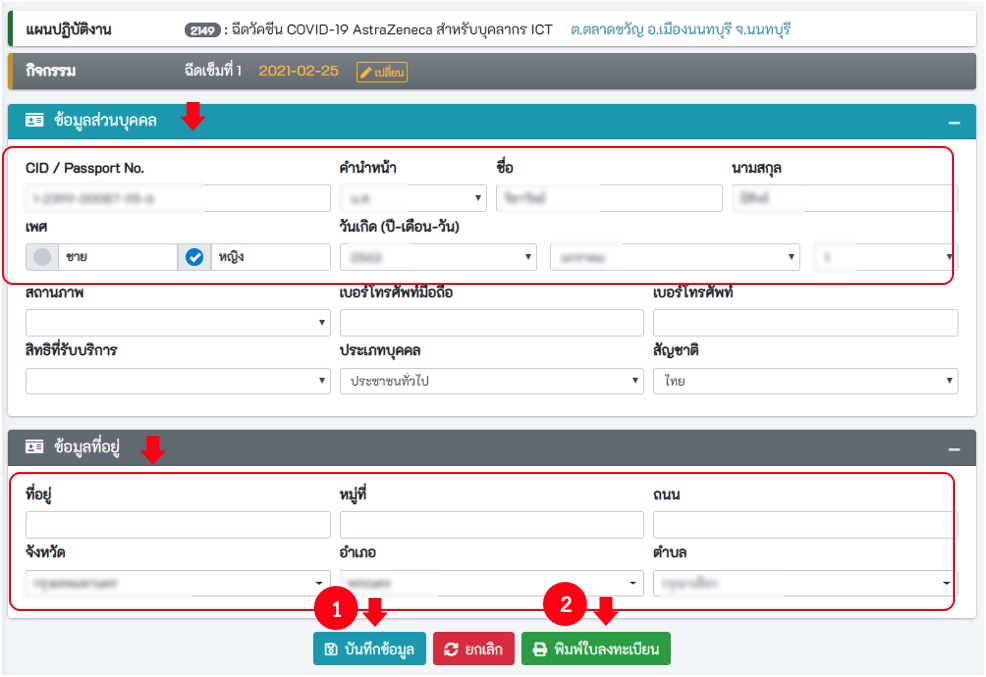 แผนปฏิบัติงาน 2149 : ฉีดวัคซีน COVID-19 AstraZeneca สำหรับบุคลากร ICT ต.ตลาดขวัญ อ.เมืองนนทบุรี จ.นนทบุรี
กิจกรรม ฉีดเข็มที่ 1 2021-02-25 เปลี่ยน
ข้อมูลส่วนบุคคล
CID / Passport No. คำนำหน้า ชื่อ นามสกุล
เพศ วันเกิด (ปี-เดือน-วัน)
ชาย หญิง
สถานภาพ เบอร์โทรศัพท์มือถือ เบอร์โทรศัพท์
สิทธิที่รับบริการ ประเภทบุคคล สัญชาติ
ประชาชนทั่วไป ไทย
ข้อมูลที่อยู่
ที่อยู่ หมู่ที่ ถนน
จังหวัด อำเภอ ตำบล
1 2
บันทึกข้อมูล ยกเลิก พิมพ์ใบลงทะเบียน